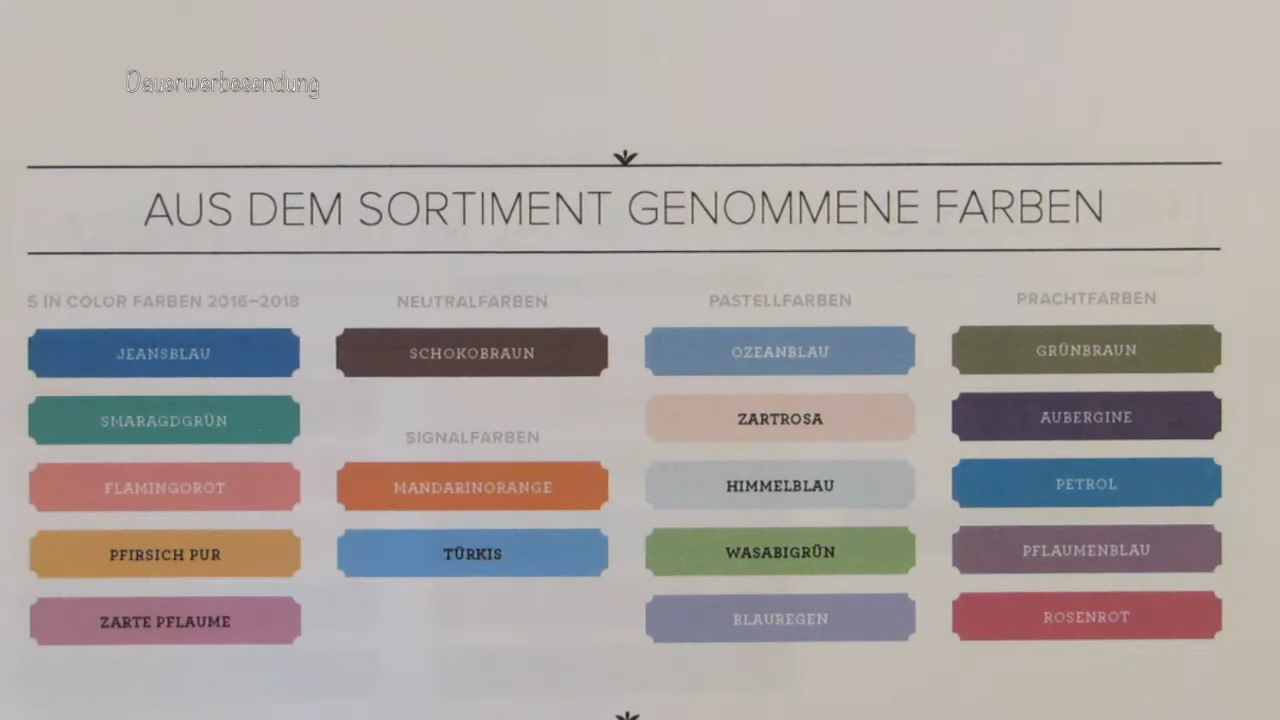 Dauerwerbesendung
AUS DEM SORTIMENT GENOMMENE FARBEN
5 IN COLOR FARBEN 2016–2018
JEANSBLAU
SMARAGDGRÜN
FLAMINGOROT
PFIRSICH PUR
ZARTE PFLAUME
NEUTRALFARBEN
SCHOKOBRAUN
SIGNALFARBEN
MANDARINORANGE
TÜRKIS
PASTELLFARBEN
OZEANBLAU
ZARTROSA
HIMMELBLAU
WASABIGRÜN
BLAUREGEN
PRACHTFARBEN
GRÜNBRAUN
AUBERGINE
PETROL
PFLAUMENBLAU
ROSENROT